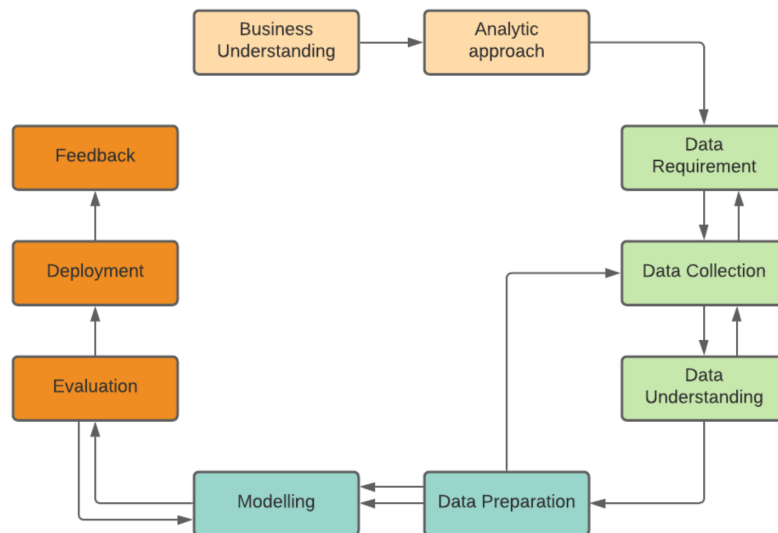 Business
Understanding
Analytic
approach
Feedback
Data
Requirement
Deployment
Data Collection
Evaluation
Data
Understanding
Modelling
Data Preparation